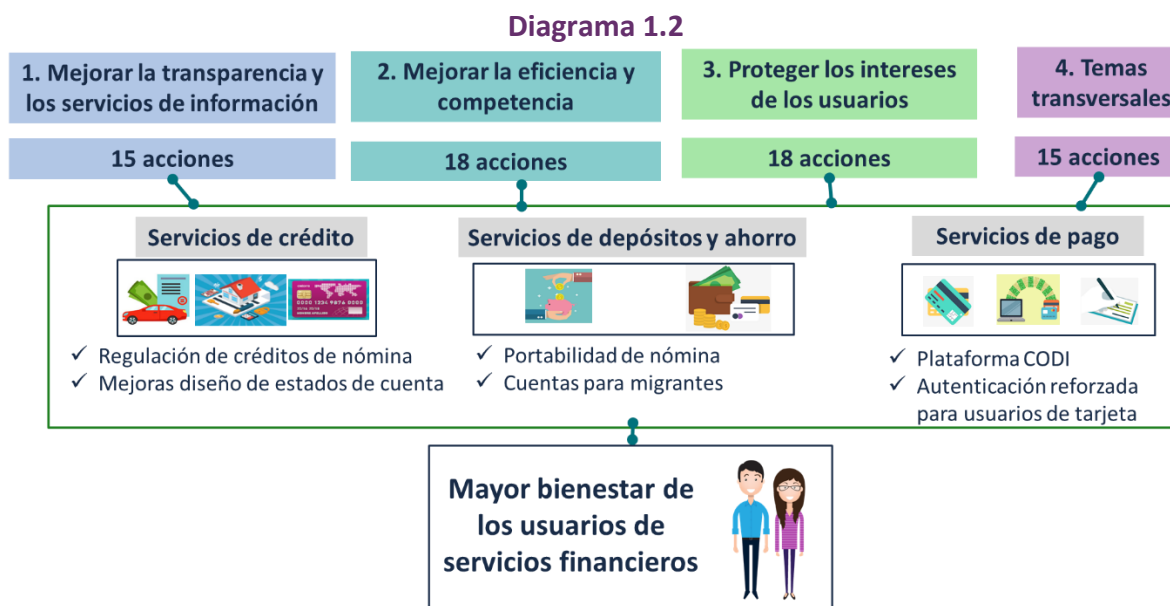 Diagrama 1.2
1. Mejorar la transparencia y
los servicios de información
2. Mejorar la eficiencia y
competencia
3. Proteger los intereses
de los usuarios
4. Temas
transversales
15 acciones
18 acciones
18 acciones
15 acciones
Servicios de crédito
Servicios de depósitos y ahorro
Servicios de pago
✓ Regulación de créditos de nómina
✓ Mejoras diseño de estados de cuenta
✓ Portabilidad de nómina
✓ Cuentas para migrantes
✓ Plataforma CODI
✓ Autenticación reforzada
para usuarios de tarjeta
Mayor bienestar de
los usuarios de
servicios financieros